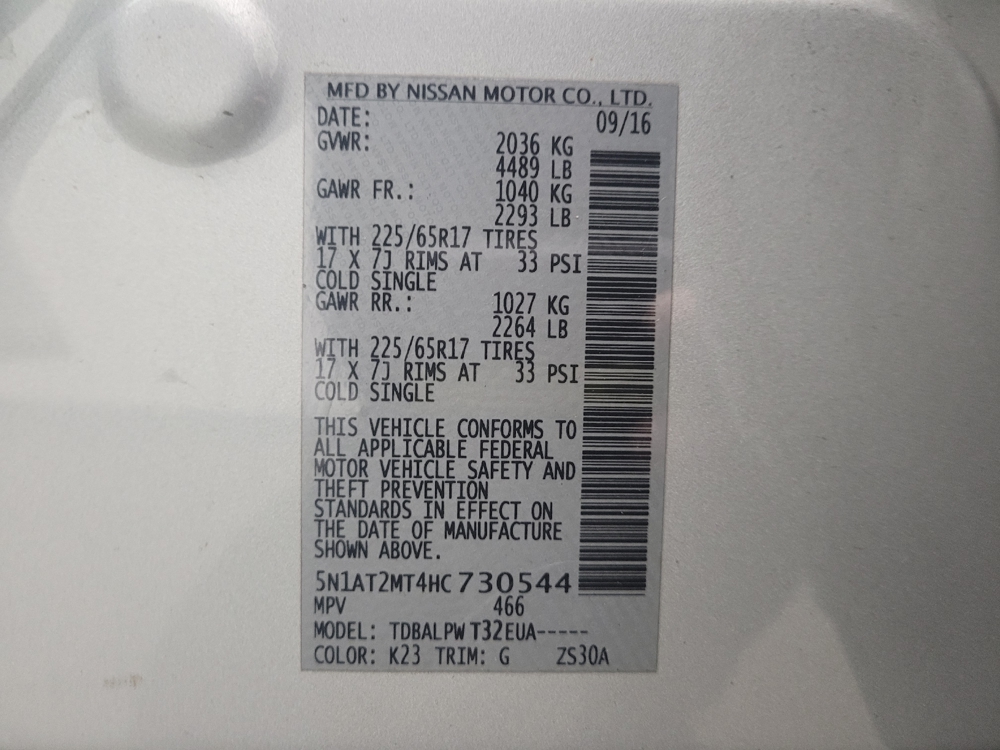 MFD BY NISSAN MOTOR CO., LTD.
DATE: 09/16
GVWR: 2036 KG
4489 LB
GAWR FR.: 1040 KG
2293 LB
WITH 225/65R17 TIRES
17 X 7J RIMS AT 33 PSI
COLD SINGLE
GAWR RR.: 1027 KG
2264 LB
WITH 225/65R17 TIRES
17 X 7J RIMS AT 33 PSI
COLD SINGLE
THIS VEHICLE CONFORMS TO
ALL APPLICABLE FEDERAL
MOTOR VEHICLE SAFETY AND
THEFT PREVENTION
STANDARDS IN EFFECT ON
THE DATE OF MANUFACTURE
SHOWN ABOVE.
5N1AT2MT4HC730544
MPV 466
MODEL: TDBALPW T32EUA-----
COLOR: K23 TRIM: G ZS30A